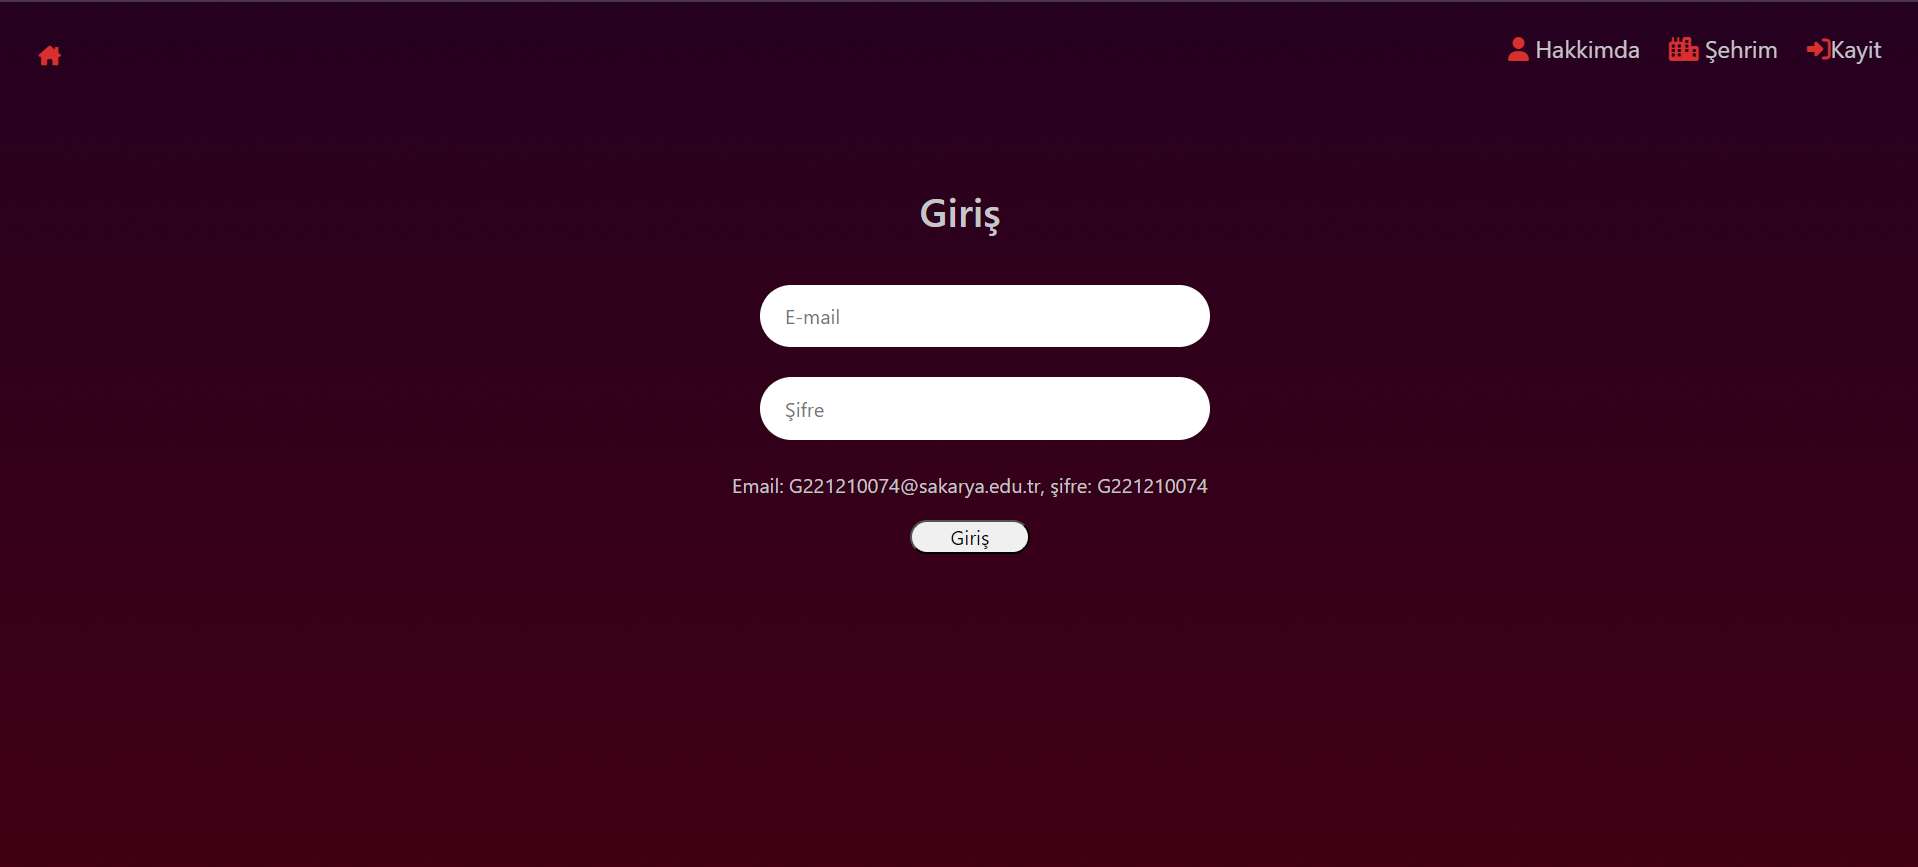 Hakkimda Şehrim Kayit
Giriş
E-mail
Şifre
Email: G221210074@sakarya.edu.tr, şifre: G221210074
Giriş